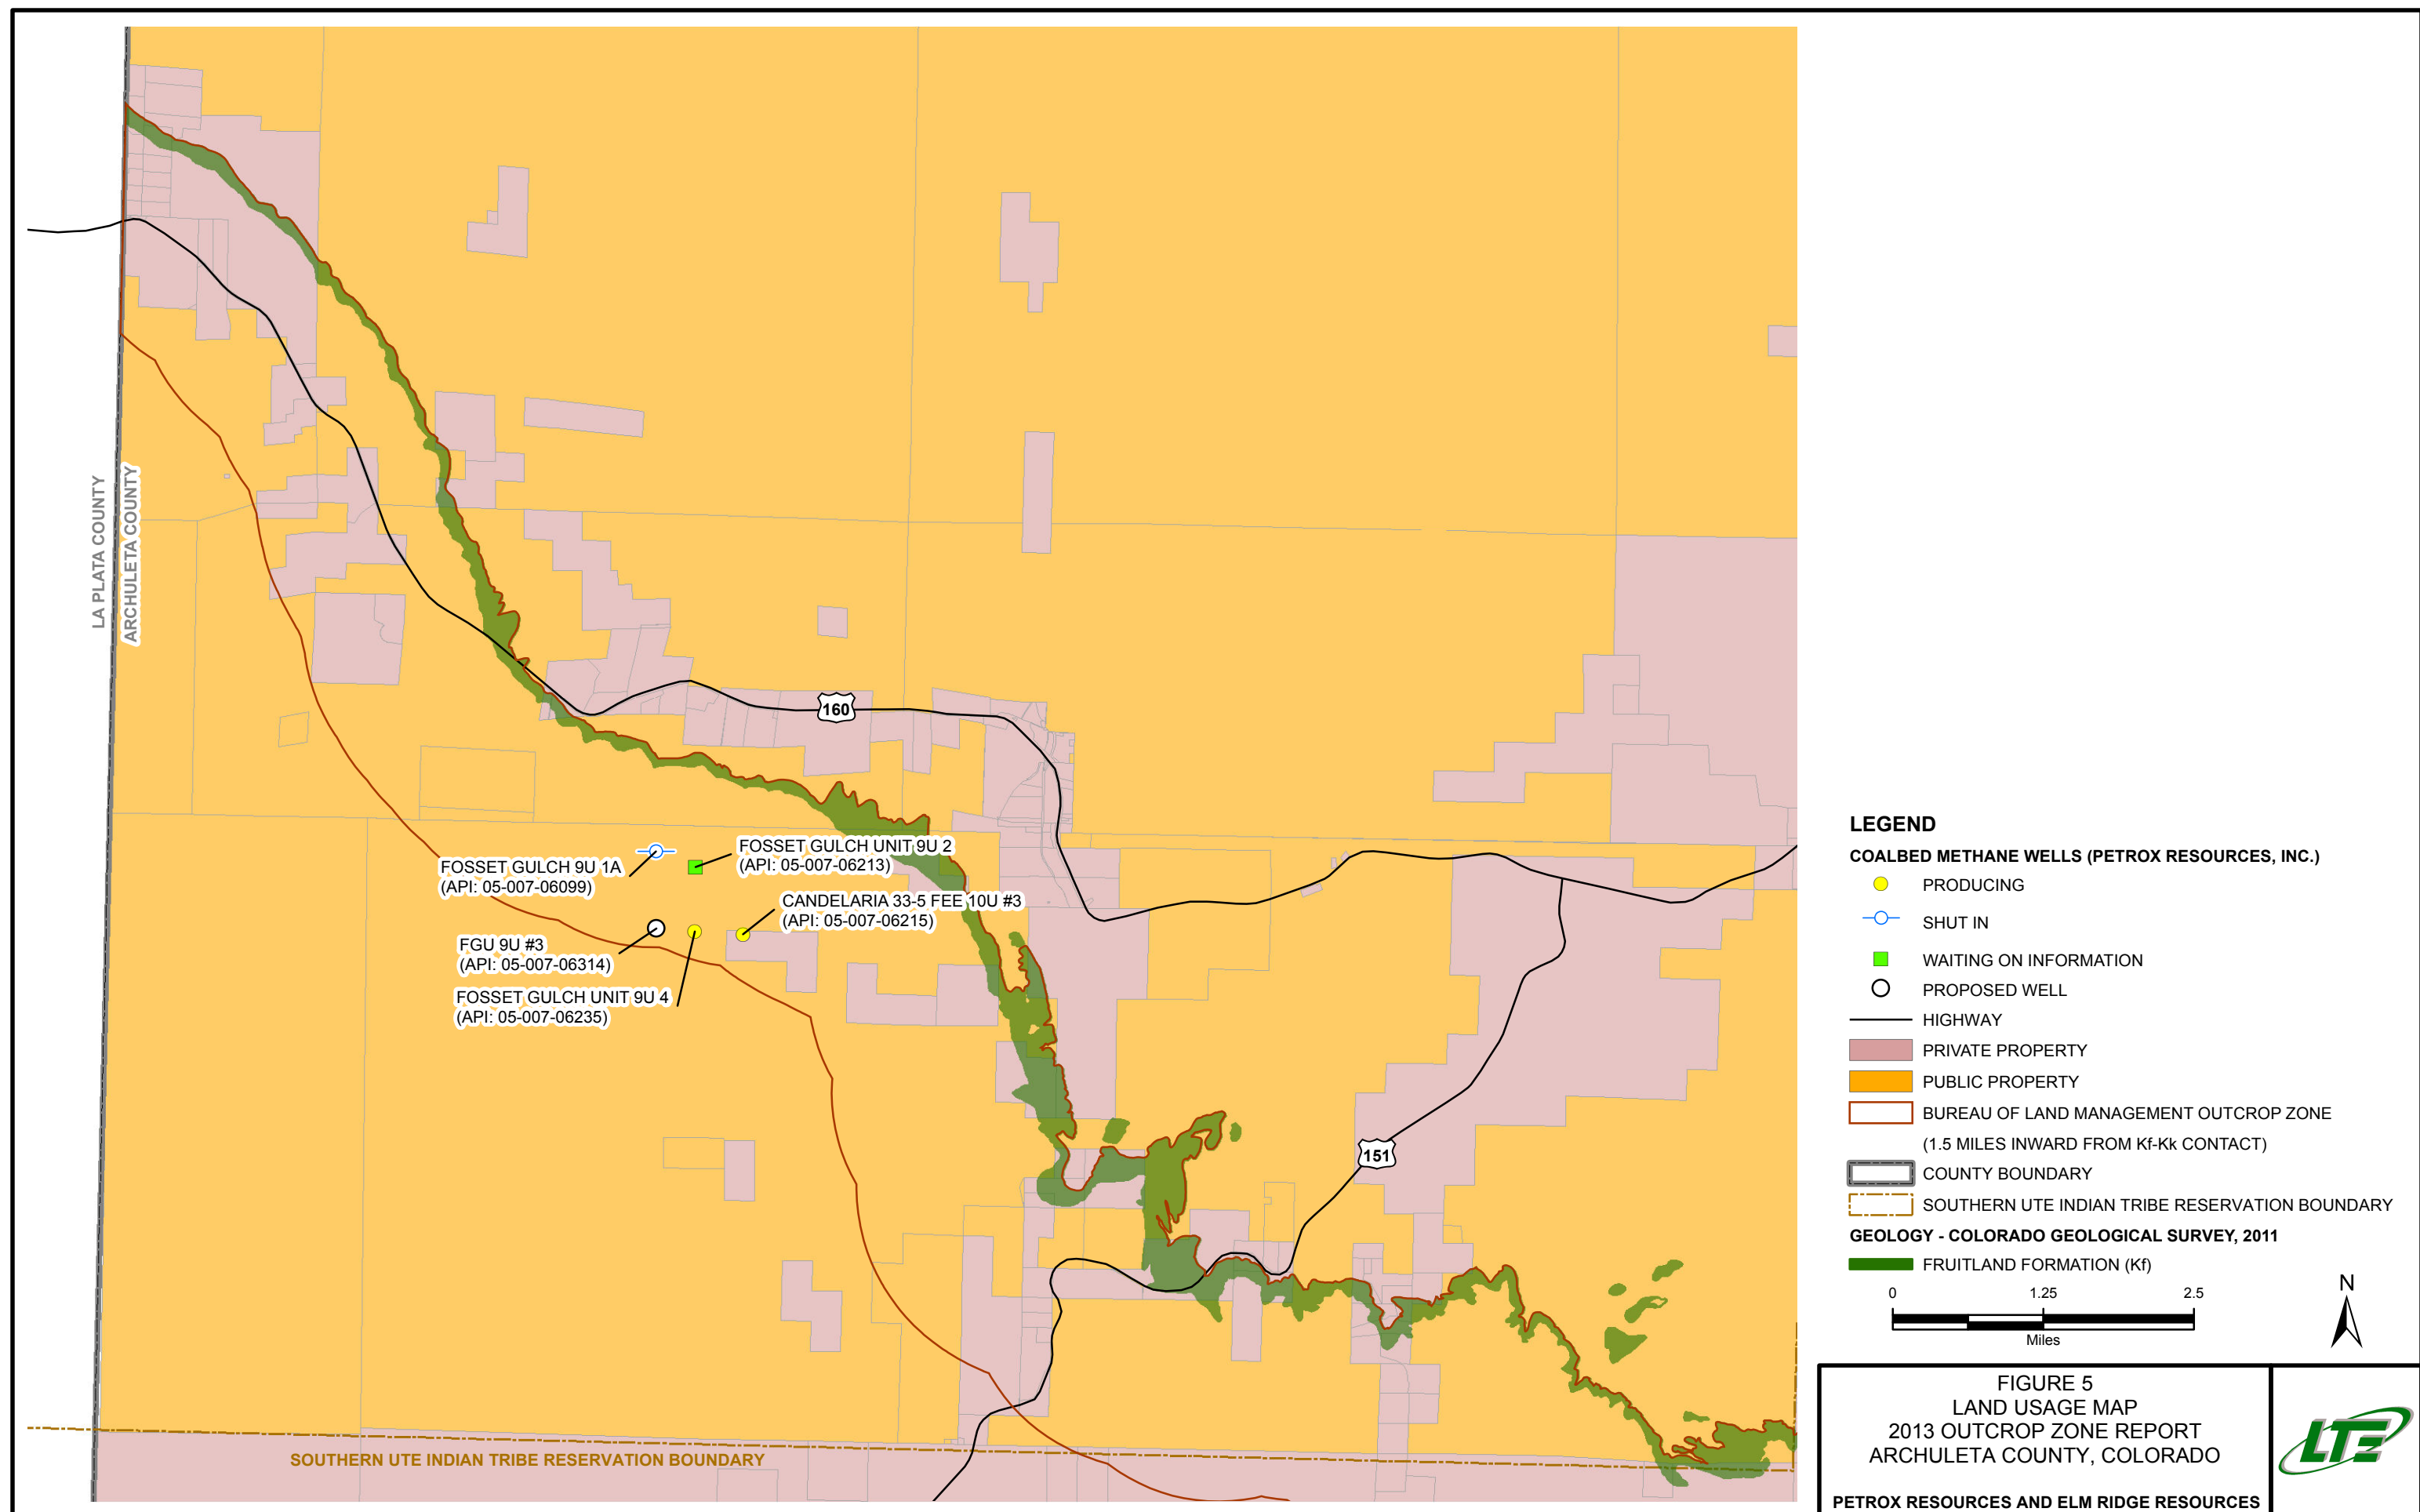 LA PLATA COUNTY
ARCHULETA COUNTY
160
FOSSET GULCH UNIT 9U 2
(API: 05-007-06213)
FOSSET GULCH 9U 1A
(API: 05-007-06099)
CANDELARIA 33-5 FEE 10U #3
(API: 05-007-06215)
FGU 9U #3
(API: 05-007-06314)
FOSSET GULCH UNIT 9U 4
(API: 05-007-06235)
151
SOUTHERN UTE INDIAN TRIBE RESERVATION BOUNDARY
LEGEND
COALBED METHANE WELLS (PETROX RESOURCES, INC.)
PRODUCING
SHUT IN
WAITING ON INFORMATION
PROPOSED WELL
HIGHWAY
PRIVATE PROPERTY
PUBLIC PROPERTY
BUREAU OF LAND MANAGEMENT OUTCROP ZONE
(1.5 MILES INWARD FROM Kf-Kk CONTACT)
COUNTY BOUNDARY
SOUTHERN UTE INDIAN TRIBE RESERVATION BOUNDARY
GEOLOGY - COLORADO GEOLOGICAL SURVEY, 2011
FRUITLAND FORMATION (Kf)
0 1.25 2.5
Miles
N
FIGURE 5
LAND USAGE MAP
2013 OUTCROP ZONE REPORT
ARCHULETA COUNTY, COLORADO
PETROX RESOURCES AND ELM RIDGE RESOURCES
LTE